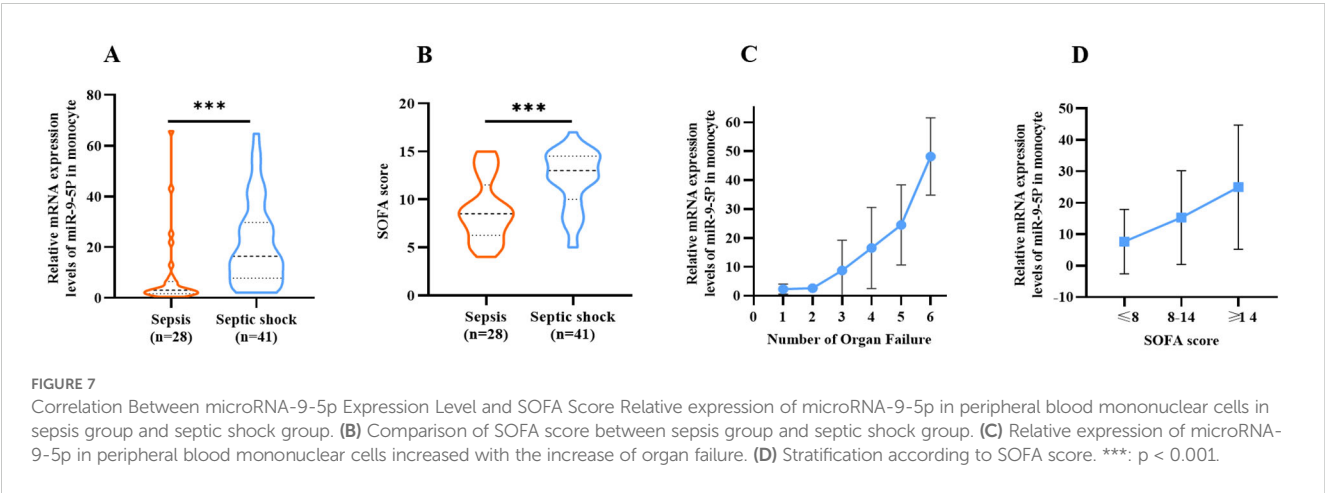 A
B
C
D
Relative mRNA expression
levels of miR-9-5P in monocyte
80
60
40
20
0
***
Sepsis
(n=28)
Septic shock
(n=41)
SOFA score
20
15
10
5
0
***
Sepsis
(n=28)
Septic shock
(n=41)
Relative mRNA expression
levels of miR-9-5P in monocyte
60
50
40
30
20
10
0
0 1 2 3 4 5 6
Number of Organ Failure
Relative mRNA expression
levels of miR-9-5P in monocyte
50
40
30
20
10
0
-10
≤8 8-14 ≥1 4
SOFA score
FIGURE 7
Correlation Between microRNA-9-5p Expression Level and SOFA Score Relative expression of microRNA-9-5p in peripheral blood mononuclear cells in
sepsis group and septic shock group. (B) Comparison of SOFA score between sepsis group and septic shock group. (C) Relative expression of microRNA-
9-5p in peripheral blood mononuclear cells increased with the increase of organ failure. (D) Stratification according to SOFA score. ***: p < 0.001.